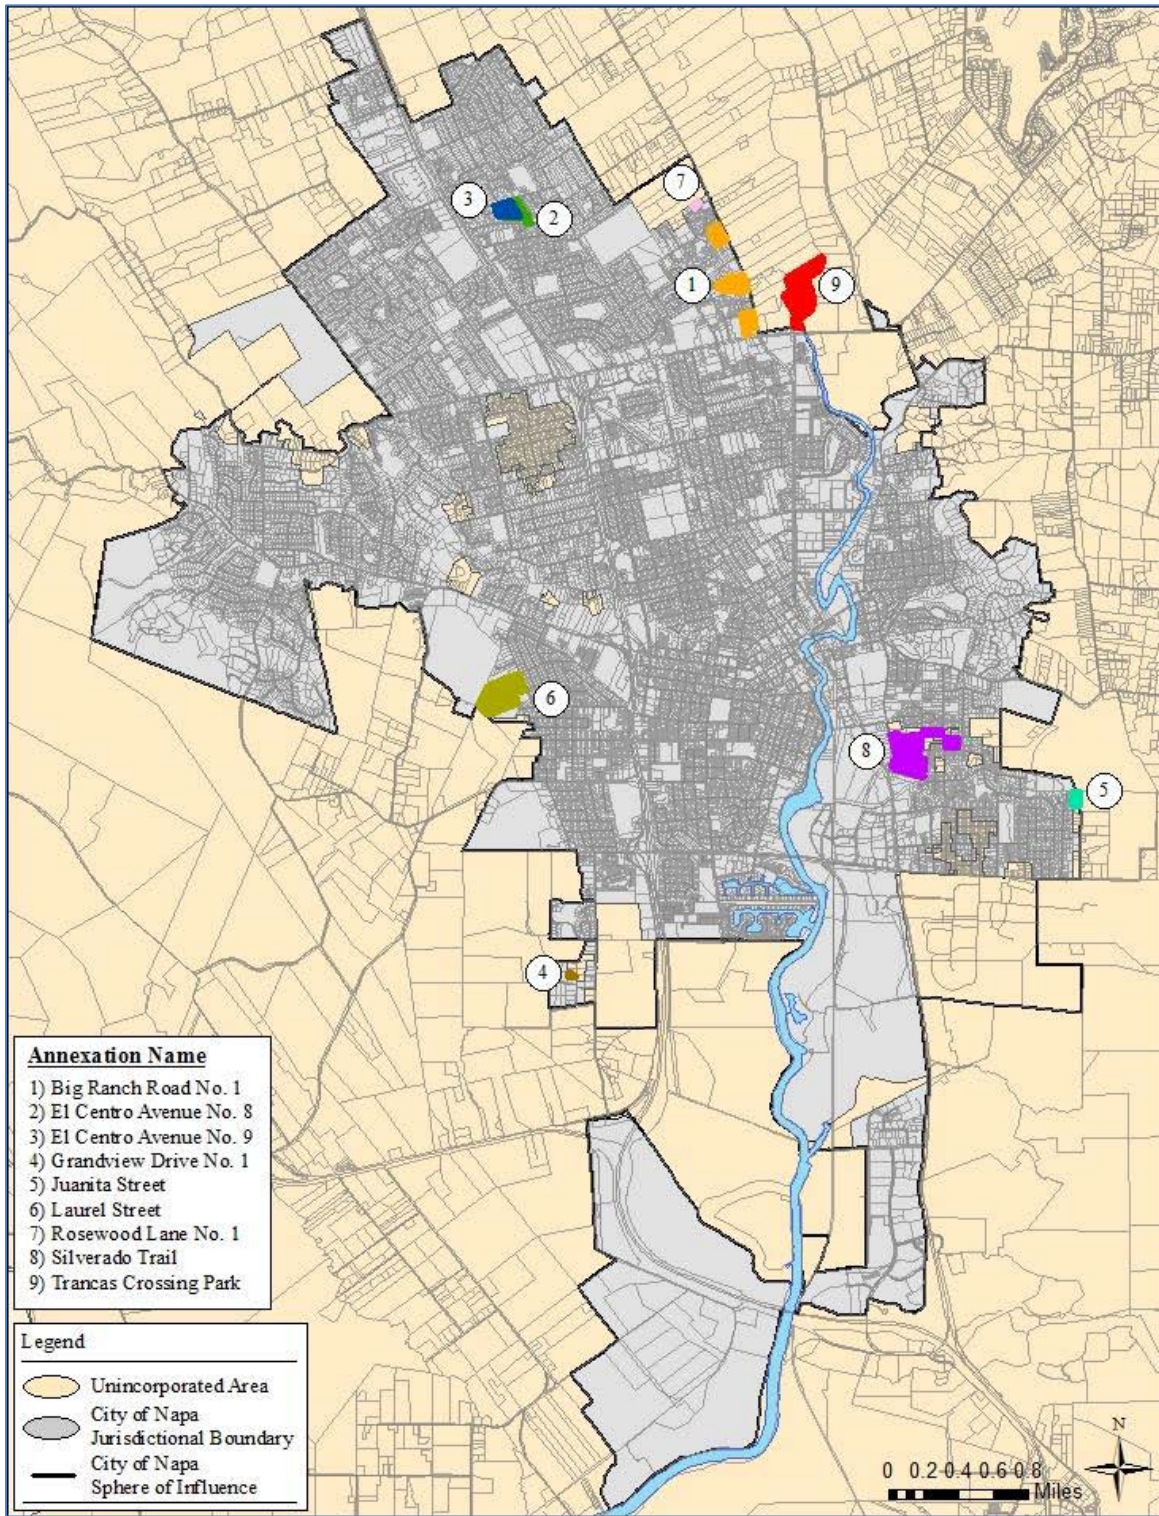 7
3
2
1
9
6
8
5
4
Annexation Name
1) Big Ranch Road No. 1
2) El Centro Avenue No. 8
3) El Centro Avenue No. 9
4) Grandview Drive No. 1
5) Juanita Street
6) Laurel Street
7) Rosewood Lane No. 1
8) Silverado Trail
9) Trancas Crossing Park
Legend
Unincorporated Area
City of Napa
Jurisdictional Boundary
City of Napa
Sphere of Influence
N
0 0.2 0.4 0.6 0.8
Miles